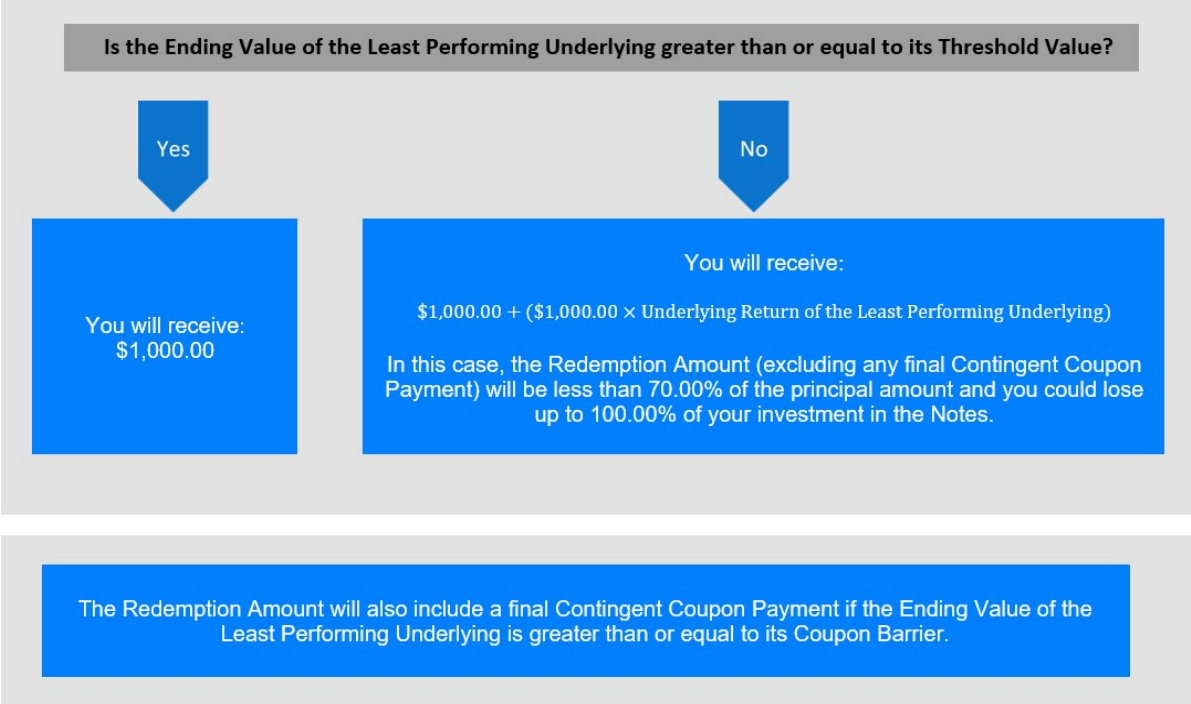 Is the Ending Value of the Least Performing Underlying greater than or equal to its Threshold Value?
Yes
No
You will receive:
$1,000.00
You will receive:
$1,000.00 + ($1,000.00 × Underlying Return of the Least Performing Underlying)
In this case, the Redemption Amount (excluding any final Contingent Coupon
Payment) will be less than 70.00% of the principal amount and you could lose
up to 100.00% of your investment in the Notes.
The Redemption Amount will also include a final Contingent Coupon Payment if the Ending Value of the
Least Performing Underlying is greater than or equal to its Coupon Barrier.